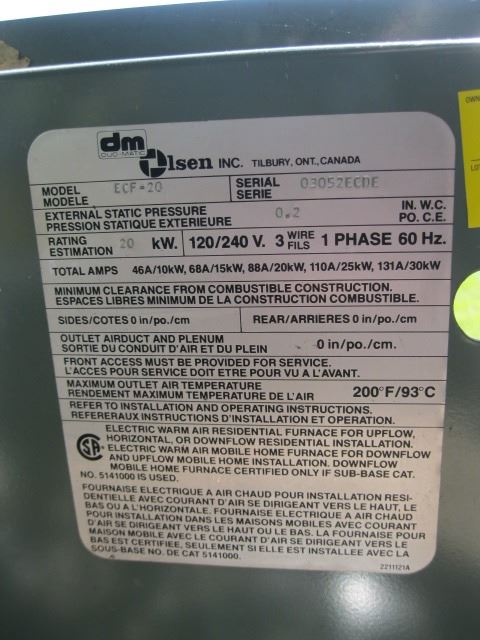 dm
DUO-MATIC
Olsen INC. TILBURY, ONT., CANADA
MODEL ECF-20 SERIAL 03052ECDE
MODELE SERIE
EXTERNAL STATIC PRESSURE 0.2 IN. W.C.
PRESSION STATIQUE EXTERIEURE PO. C.E.
RATING 20 kW. 120/240 V. 3 WIRE 1 PHASE 60 Hz.
ESTIMATION FILS
TOTAL AMPS 46A/10kW, 68A/15kW, 88A/20kW, 110A/25kW, 131A/30kW
MINIMUM CLEARANCE FROM COMBUSTIBLE CONSTRUCTION.
ESPACES LIBRES MINIMUM DE LA CONSTRUCTION COMBUSTIBLE.
SIDES/COTES 0 in/po./cm REAR/ARRIERES 0 in/po./cm
OUTLET AIRDUCT AND PLENUM
SORTIE DU CONDUIT D'AIR ET DU PLEIN 0 in/po./cm.
FRONT ACCESS MUST BE PROVIDED FOR SERVICE.
L'ACCES POUR SERVICE DOIT ETRE POUR VU A L'AVANT.
MAXIMUM OUTLET AIR TEMPERATURE
RENDEMENT MAXIMUM TEMPERATURE DE L'AIR 200°F/93°C
REFER TO INSTALLATION AND OPERATING INSTRUCTIONS.
REFERERAUX INSTRUCTIONS D'INSTALLATION ET OPERATION.
ELECTRIC WARM AIR RESIDENTIAL FURNACE FOR UPFLOW,
HORIZONTAL, OR DOWNFLOW RESIDENTIAL INSTALLATION.
ELECTRIC WARM AIR MOBILE HOME FURNACE FOR DOWNFLOW
AND UPFLOW MOBILE HOME INSTALLATION. DOWNFLOW
MOBILE HOME FURNACE CERTIFIED ONLY IF SUB-BASE CAT.
NO. 5141000 IS USED.
FOURNAISE ELECTRIQUE A AIR CHAUD POUR INSTALLATION RESI-
DENTIELLE AVEC COURANT D'AIR SE DIRIGEANT VERS LE HAUT, LE
BAS OU A L'HORIZONTALE. FOURNAISE ELECTRIQUE A AIR CHAUD
POUR INSTALLATION DANS LES MAISONS MOBILES AVEC COURANT
D'AIR SE DIRIGEANT VERS LE HAUT OU LE BAS. LA FOURNAISE POUR
MAISON MOBILE AVEC COURANT D'AIR SE DIRIGEANT VERS LE
BAS EST CERTIFIEE, SEULEMENT SI ELLE EST INSTALLEE AVEC LA
SOUS-BASE NO. DE CAT 5141000.
2211121A